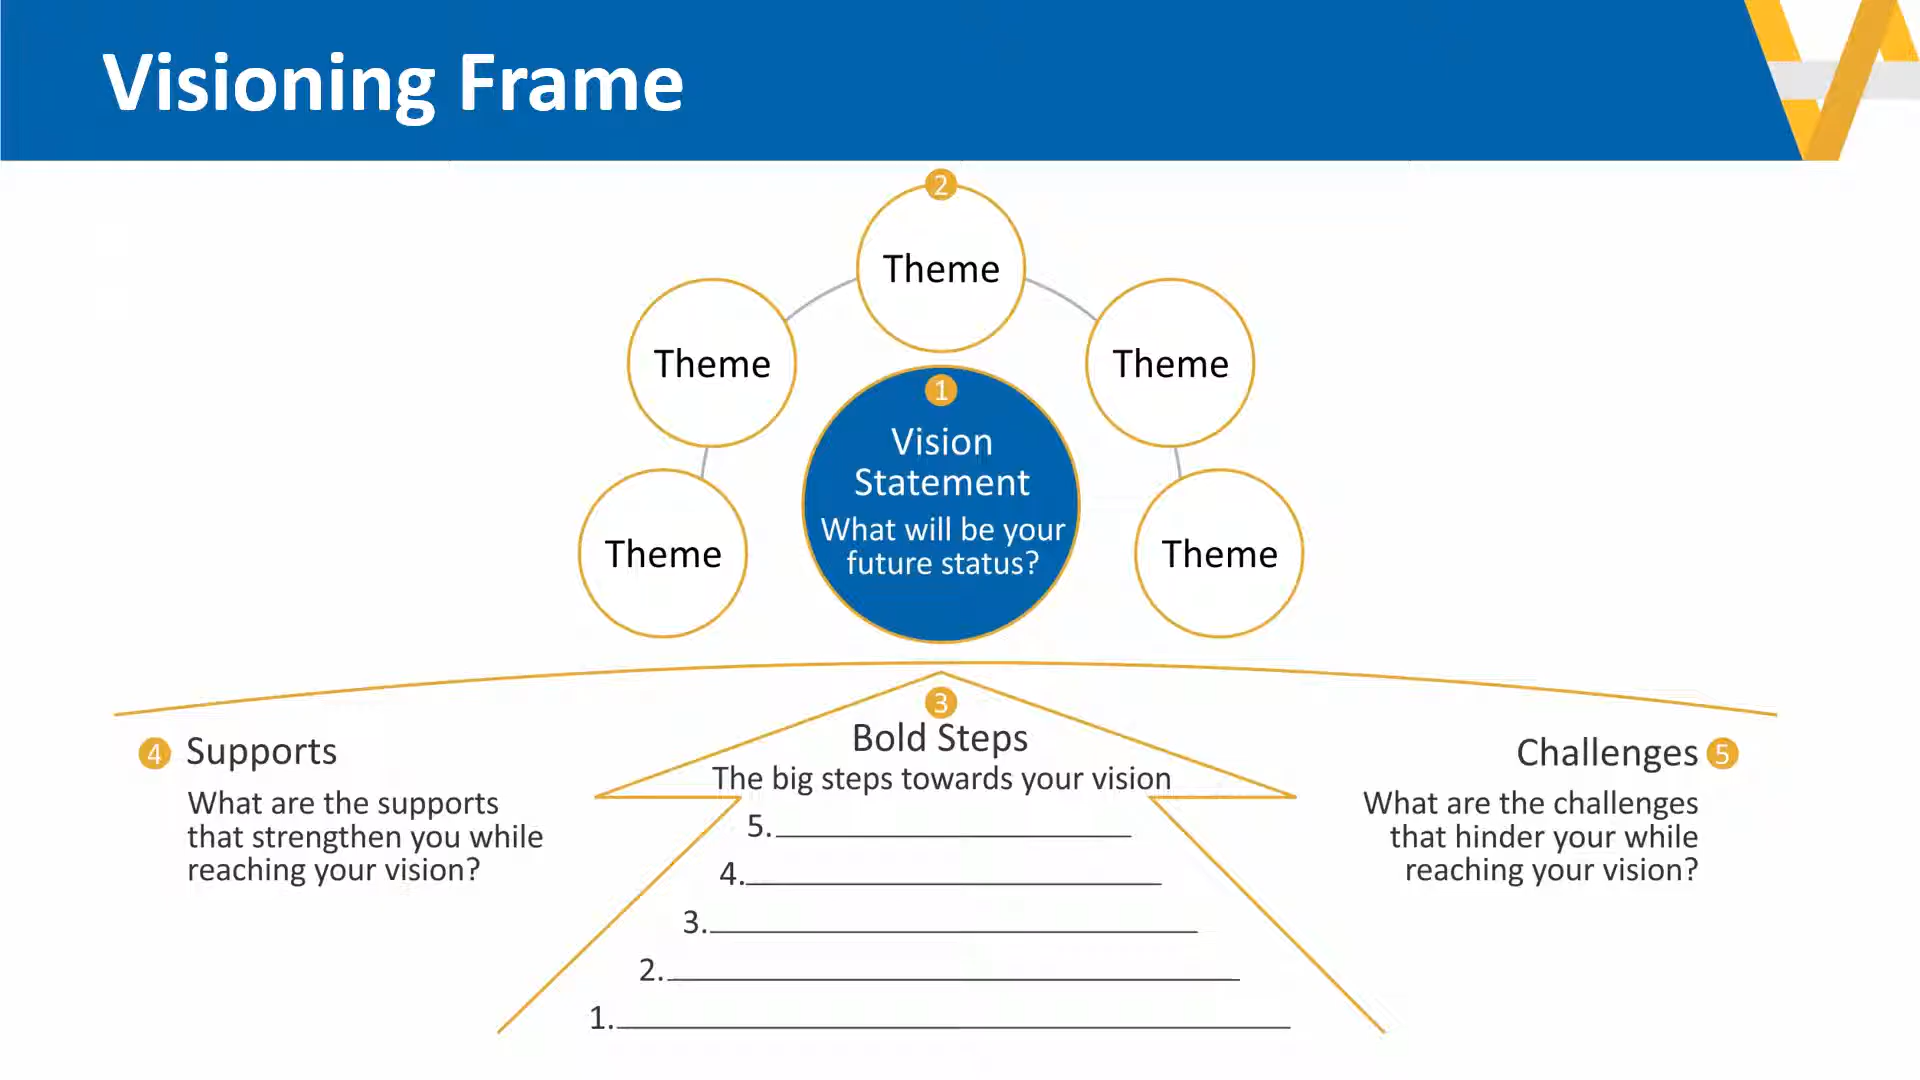 Visioning Frame
2
Theme
Theme
Theme
Theme
Theme
1
Vision
Statement
What will be your
future status?
3
Bold Steps
The big steps towards your vision
5.
4.
3.
2.
1.
4 Supports
What are the supports
that strengthen you while
reaching your vision?
Challenges 5
What are the challenges
that hinder your while
reaching your vision?